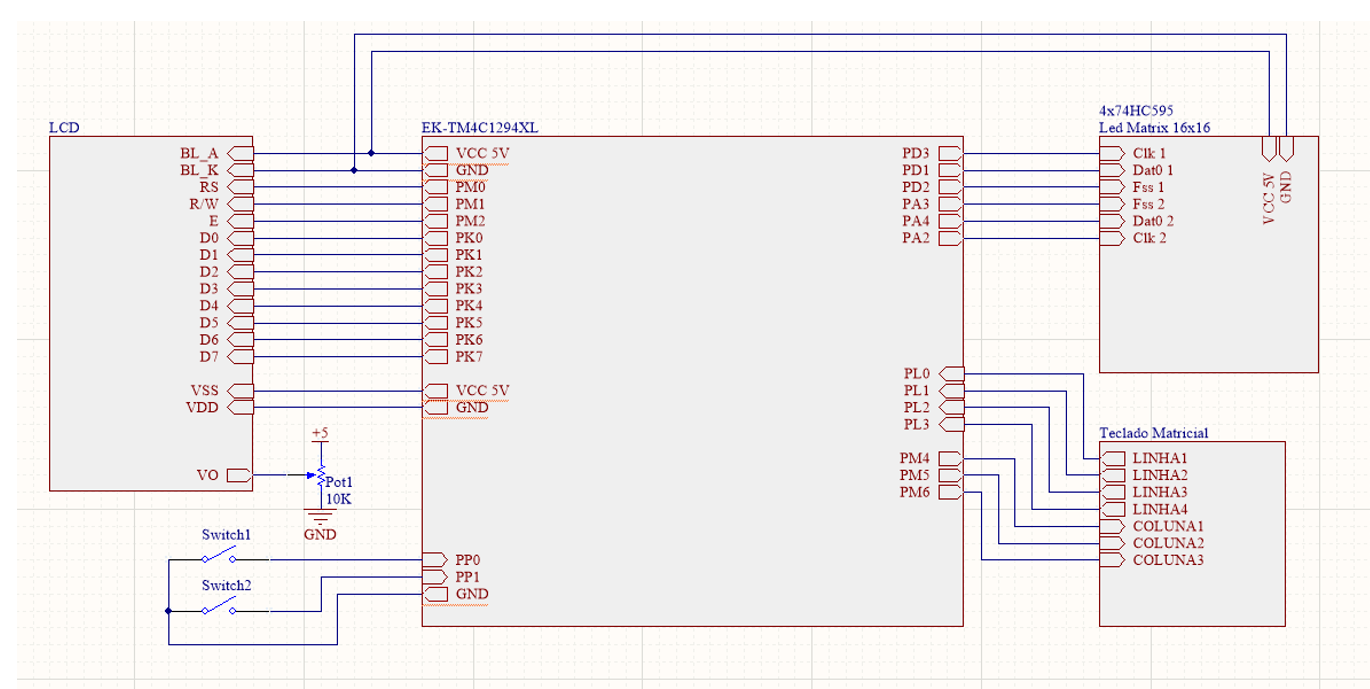 4x74HC595
LCD
EK-TM4C1294XL
Led Matrix 16x16
BL_A
VCC 5V
PD3
Clk 1
BL_K
GND
PD1
Dat0 1
RS
PM0
PD2
Fss 1
R/W
PM1
PA3
Fss 2
E
PM2
PA4
Dat0 2
D0
PK0
PA2
Clk 2
VCC 5V
GND
D1
PK1
D2
PK2
D3
PK3
D4
PK4
D5
PK5
D6
PK6
D7
PK7
PL0
VSS
VCC 5V
PL1
VDD
GND
PL2
PL3
+5
Teclado Matricial
PM4
LINHA1
VO
PM5
LINHA2
Pot1
10K
PM6
LINHA3
LINHA4
GND
COLUNA1
Switch1
COLUNA2
PP0
COLUNA3
PP1
Switch2
GND